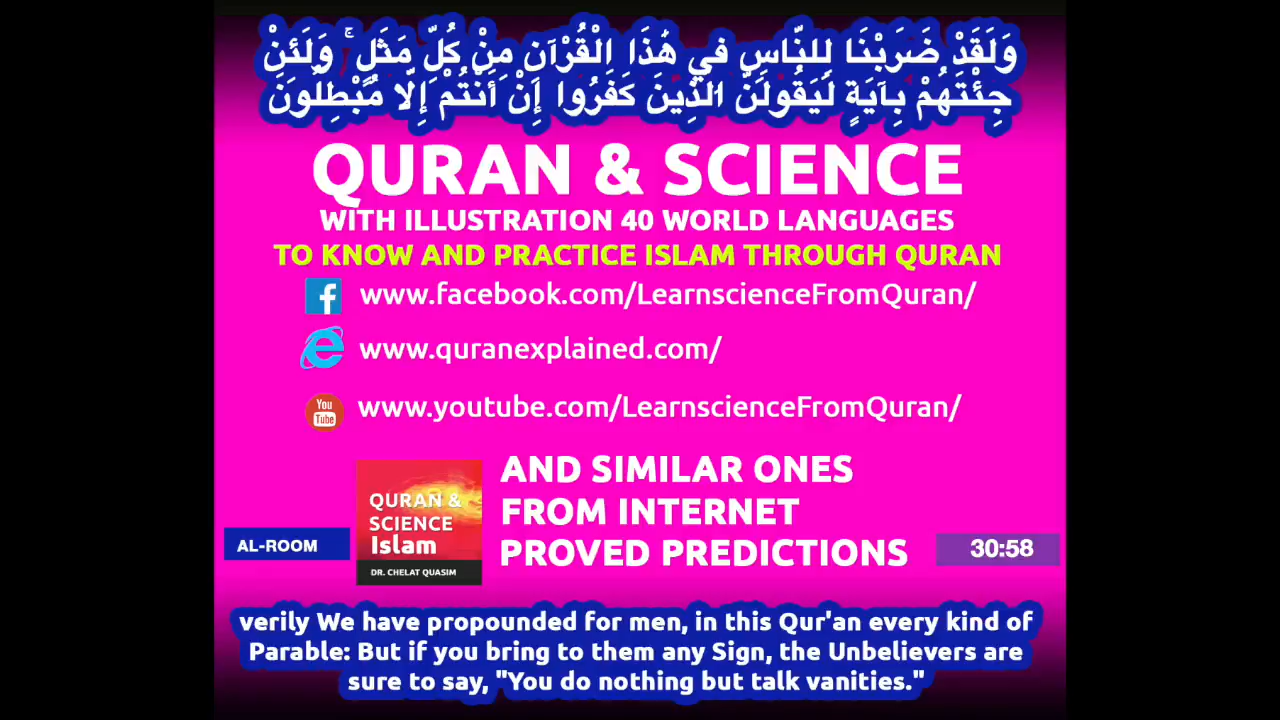 وَلَقَدْ ضَرَبْنَا لِلنَّاسِ فِي هَٰذَا الْقُرْآنِ مِنْ كُلِّ مَثَلٍ ۚ وَلَئِنْ
جِئْتَهُمْ بِآيَةٍ لَيَقُولَنَّ الَّذِينَ كَفَرُوا إِنْ أَنْتُمْ إِلَّا مُبْطِلُونَ
QURAN & SCIENCE
WITH ILLUSTRATION 40 WORLD LANGUAGES
TO KNOW AND PRACTICE ISLAM THROUGH QURAN
f www.facebook.com/LearnscienceFromQuran/
www.quranexplained.com/
You
Tube
www.youtube.com/LearnscienceFromQuran/
QURAN &
SCIENCE
Islam
DR. CHELAT QUASIM
AND SIMILAR ONES
FROM INTERNET
PROVED PREDICTIONS
AL-ROOM
30:58
verily We have propounded for men, in this Qur'an every kind of
Parable: But if you bring to them any Sign, the Unbelievers are
sure to say, "You do nothing but talk vanities."